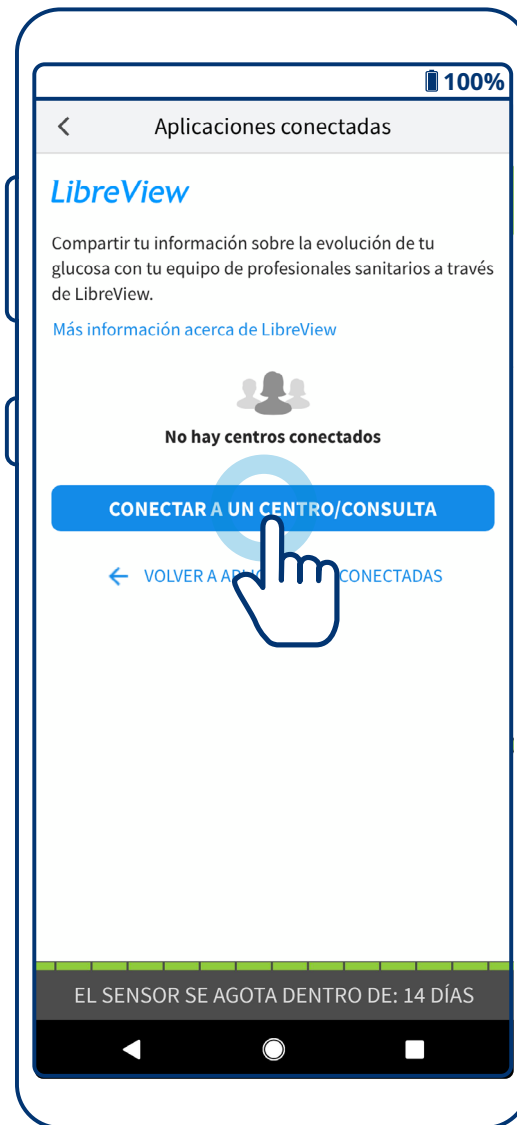 100%
Aplicaciones conectadas
LibreView
Compartir tu información sobre la evolución de tu
glucosa con tu equipo de profesionales sanitarios a través
de LibreView.
Más información acerca de LibreView
No hay centros conectados
CONECTAR A UN CENTRO/CONSULTA
VOLVER A CONECTADAS
EL SENSOR SE AGOTA DENTRO DE: 14 DÍAS